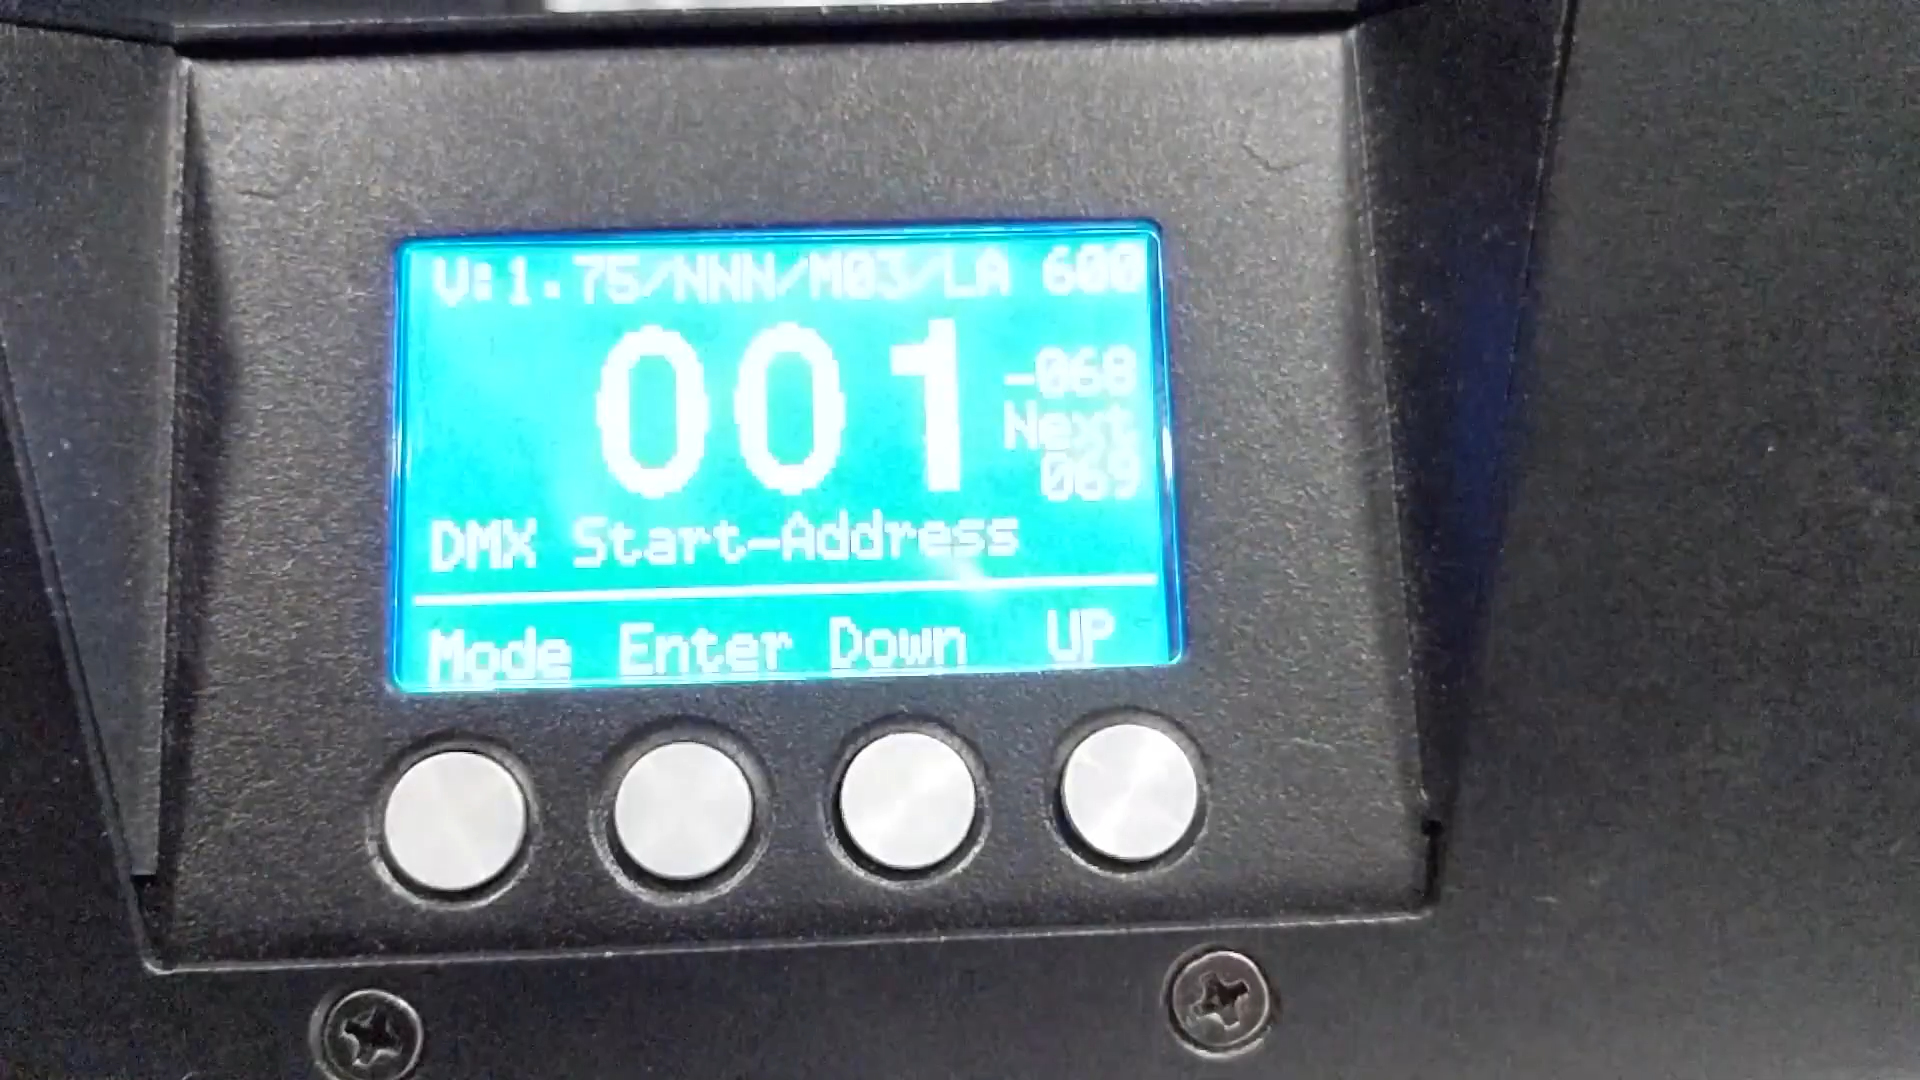 V:1.75/NNN/M03/LA 600
001
-068
Next
069
DMX Start-Address
Mode Enter Down UP